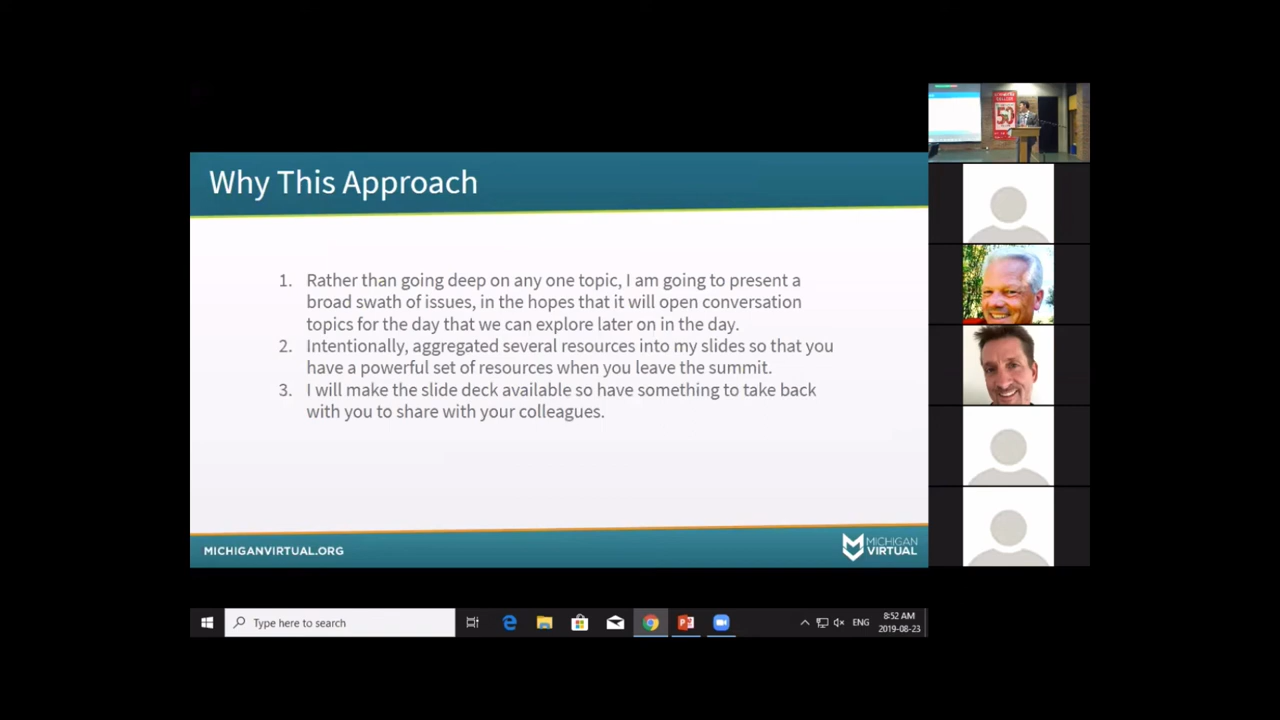 Why This Approach
1. Rather than going deep on any one topic, I am going to present a
broad swath of issues, in the hopes that it will open conversation
topics for the day that we can explore later on in the day.
2. Intentionally, aggregated several resources into my slides so that you
have a powerful set of resources when you leave the summit.
3. I will make the slide deck available so have something to take back
with you to share with your colleagues.
MICHIGANVIRTUAL.ORG
MICHIGAN
VIRTUAL
50
Type here to search
ENG
8:52 AM
2019-08-23